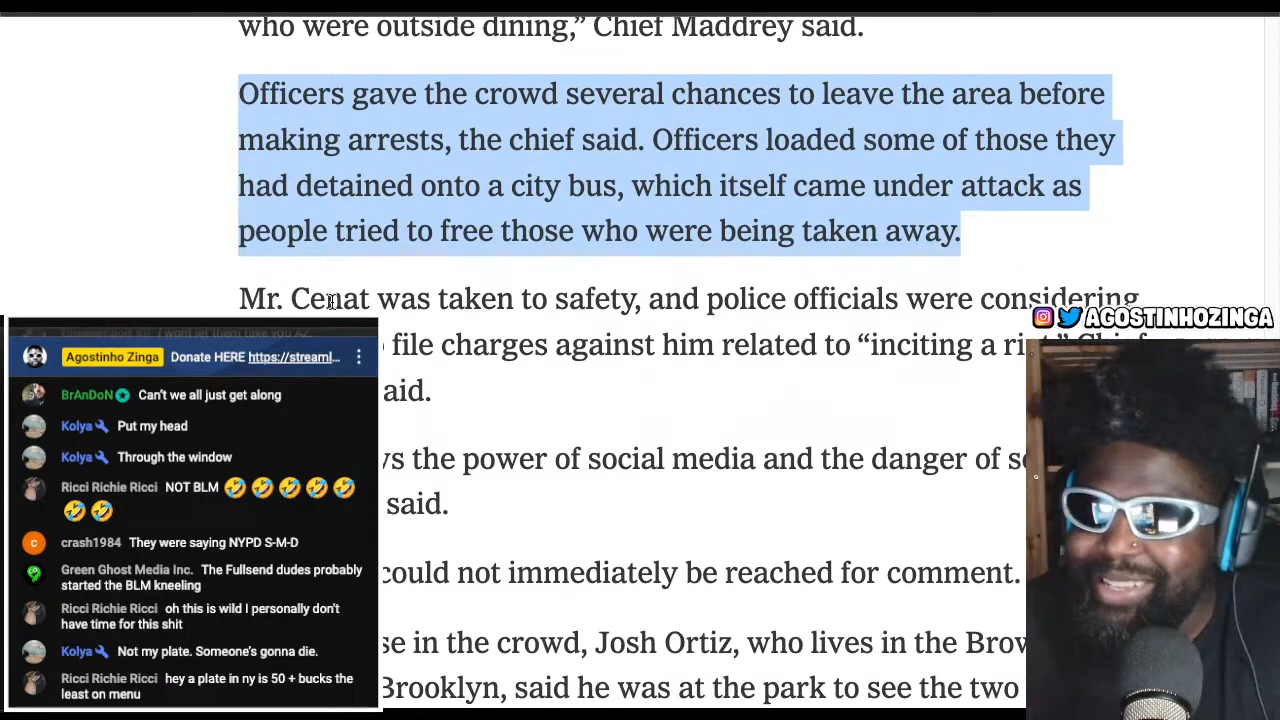 who were outside dining,” Chief Maddrey said.
Officers gave the crowd several chances to leave the area before
making arrests, the chief said. Officers loaded some of those they
had detained onto a city bus, which itself came under attack as
people tried to free those who were being taken away.
Mr. Cenat was taken to safety, and police officials were considering
file charges against him related to “inciting a
said.
the power of social media and the danger of
said.
could not immediately be reached for comment.
in the crowd, Josh Ortiz, who lives in the
Brooklyn, said he was at the park to see the two
AGOSTINHOZINGA
Agostinho Zinga Donate HERE https://streaml...
BrAnDoN Can't we all just get along
Kolya Put my head
Kolya Through the window
Ricci Richie Ricci NOT BLM 🤣🤣🤣🤣🤣
🤣🤣
crash1984 They were saying NYPD S-M-D
Green Ghost Media Inc. The Fullsend dudes probably
started the BLM kneeling
Ricci Richie Ricci oh this is wild I personally don't
have time for this shit
Kolya Not my plate. Someone's gonna die.
Ricci Richie Ricci hey a plate in ny is 50 + bucks the
least on menu